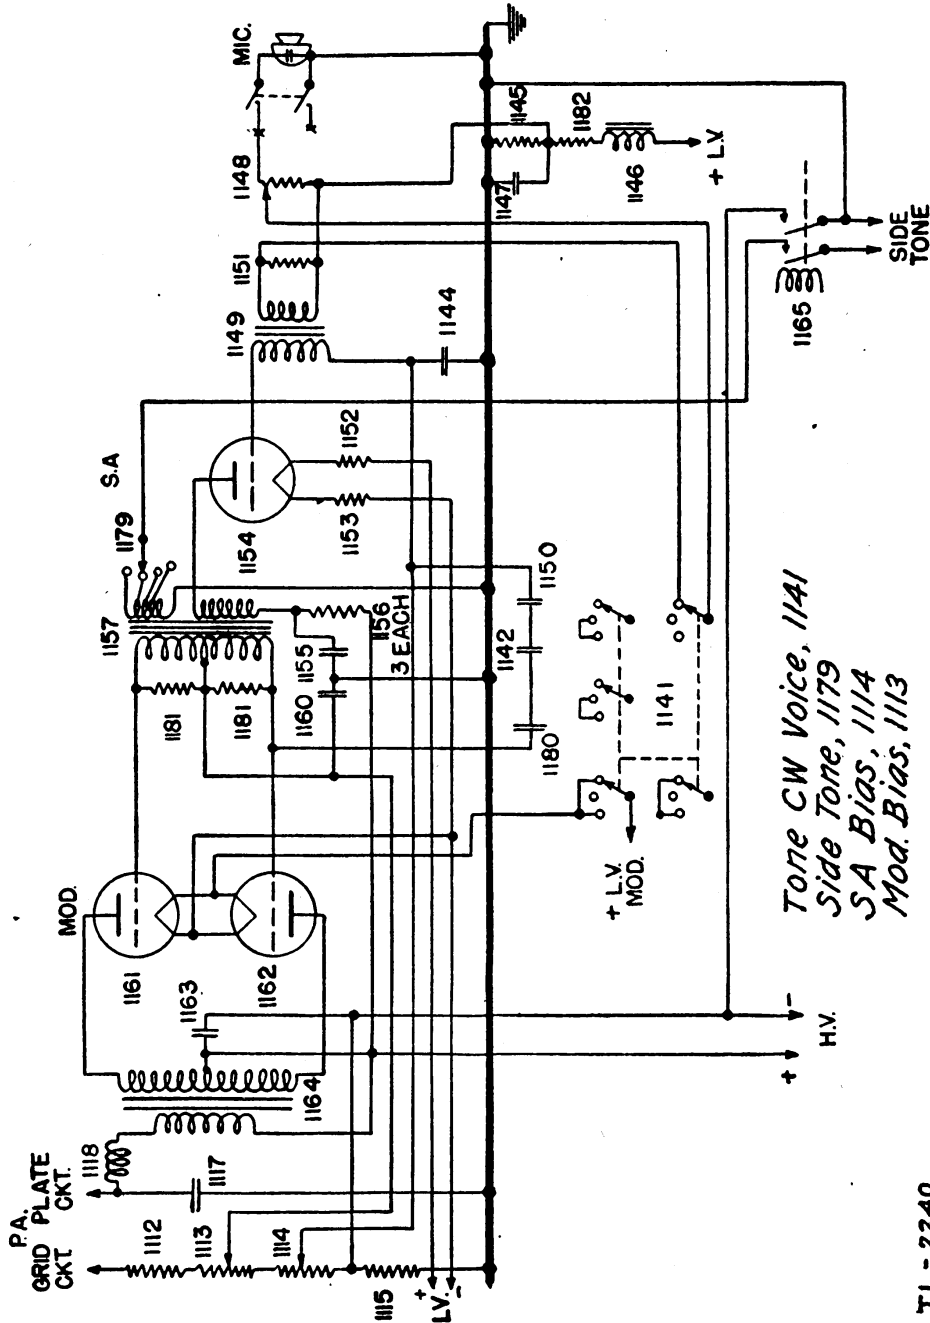 P.A.
GRID PLATE
CKT CKT.
1118
1112
1113
1114
1115
1117
LV.
+
-
1164
1163
MOD.
1161
1162
1181
1181
1157
1179
S.A
1154
1160
1155
1156
3 EACH
1153
1152
1149
1151
1148
MIC.
1144
1147
1145
1182
1146
+ L.V.
1180
1142
1150
1141
+ L.V.
MOD.
1165
SIDE
TONE
+
-
H.V.
Tone CW Voice, 1141
Side Tone, 1179
SA Bias, 1114
Mod. Bias, 1113